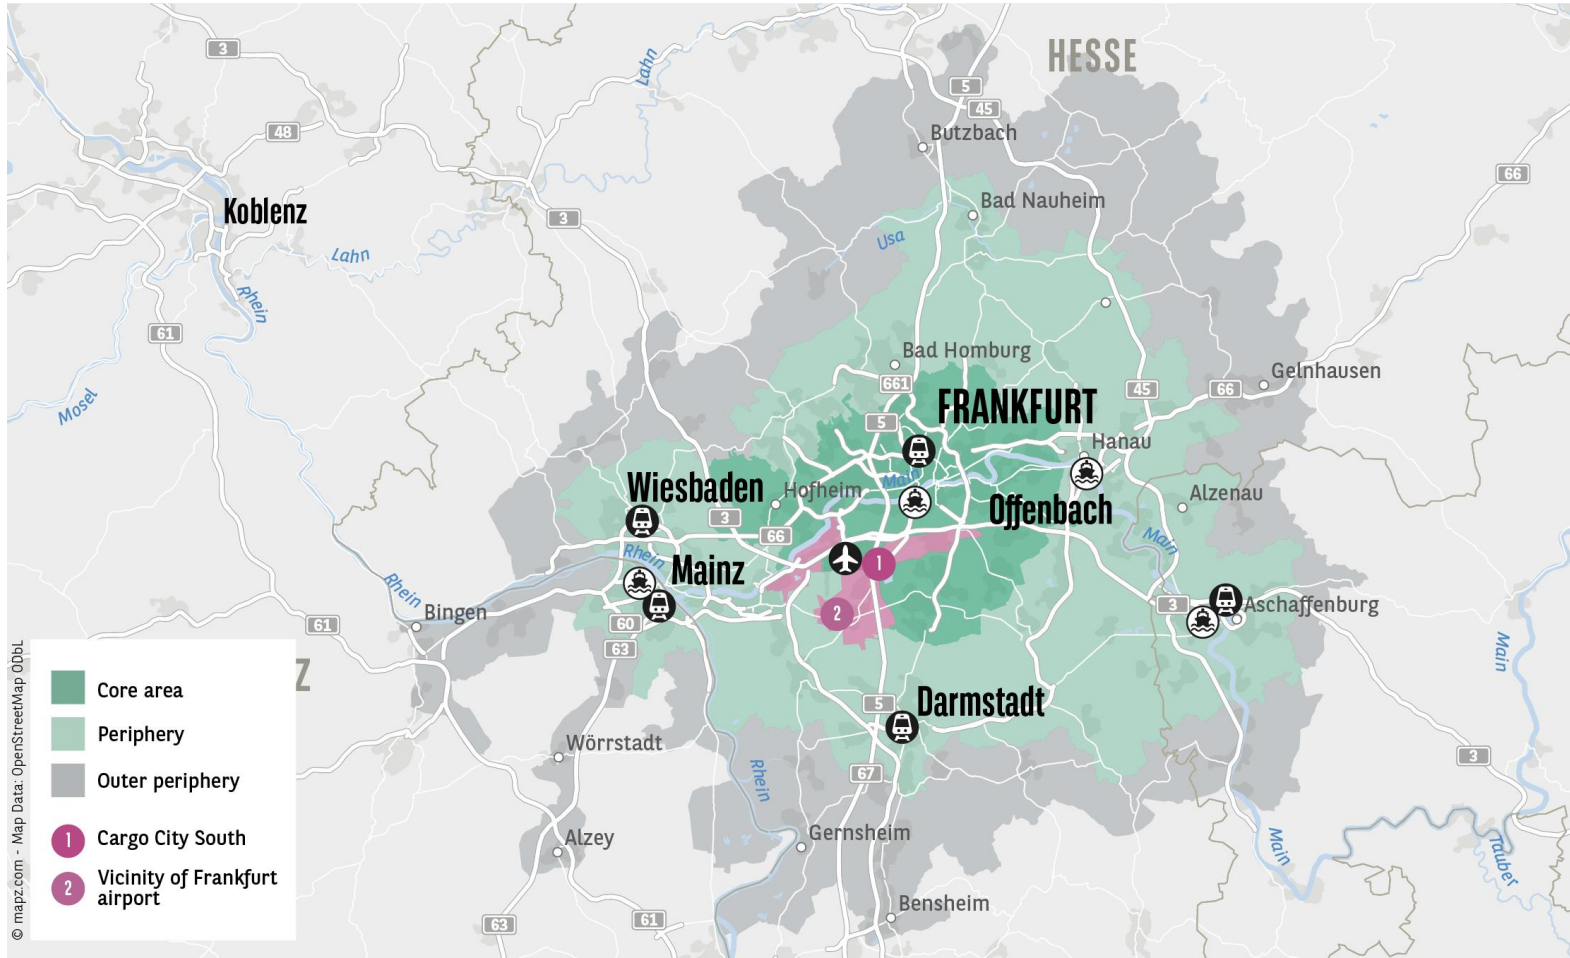 HESSE
3
Lahn
5
45
48
Butzbach
66
Bad Nauheim
Koblenz
3
Usa
Lahn
Rhein
61
Bad Homburg
Gelnhausen
661
45
66
Mosel
FRANKFURT
5
Hanau
Main
Wiesbaden
Hofheim
Alzenau
Offenbach
3
66
Main
Rhein
Mainz
1
Rhein
Bingen
2
3
Aschaffenburg
61
60
63
Main
Z
Core area
Periphery
Outer periphery
1
Cargo City South
2
Vicinity of Frankfurt
airport
Darmstadt
5
Wörrstadt
3
67
Rhein
Gernsheim
Alzey
Main
Tauber
Bensheim
63
61
© mapz.com - Map Data: OpenStreetMap ODbL